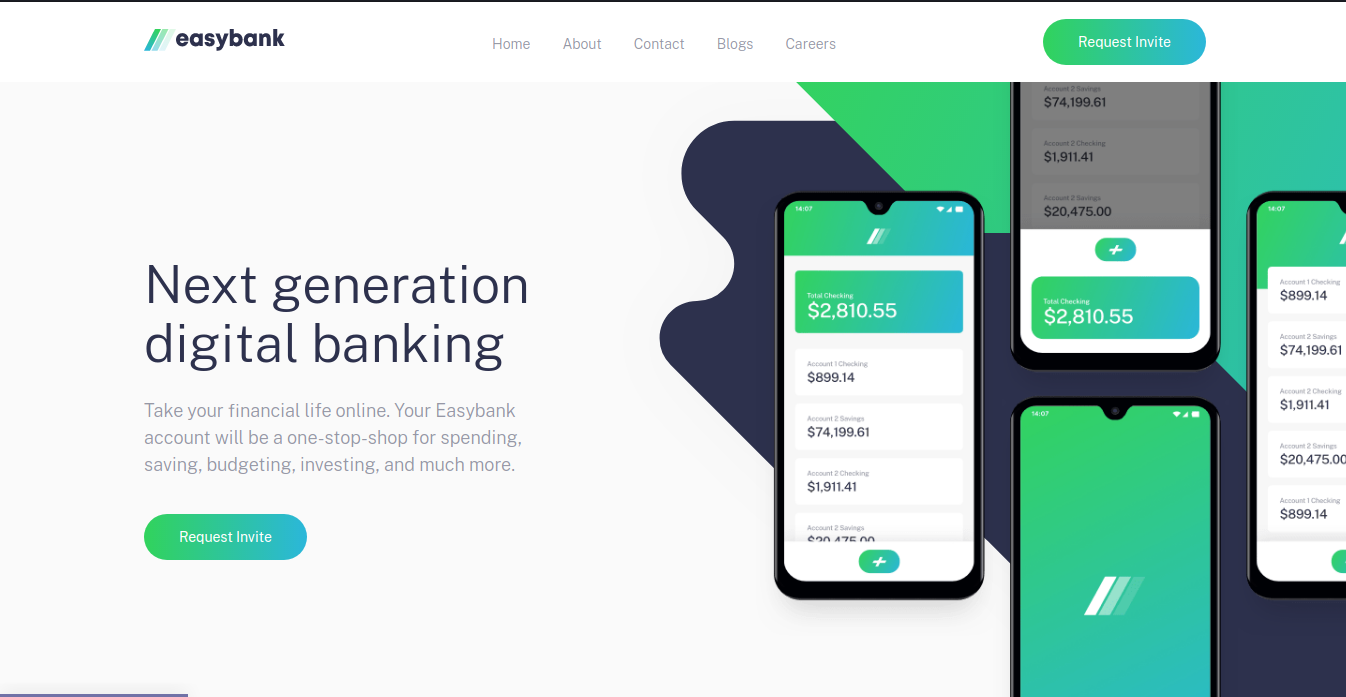 easybank
Home
About
Contact
Blogs
Careers
Request Invite
Next generation
digital banking
Take your financial life online. Your Easybank
account will be a one-stop-shop for spending,
saving, budgeting, investing, and much more.
Request Invite
14:07
Total Checking
$2,810.55
Account 1 Checking
$899.14
Account 2 Savings
$74,199.61
Account 2 Checking
$1,911.41
Account 2 Savings
$20,475.00
Account 2 Savings
$74,199.61
Account 2 Checking
$1,911.41
Account 2 Savings
$20,475.00
Total Checking
$2,810.55
14:07
14:07
Account 1 Checking
$899.14
Account 2 Savings
$74,199.61
Account 2 Checking
$1,911.41
Account 2 Savings
$20,475.00
Account 1 Checking
$899.14